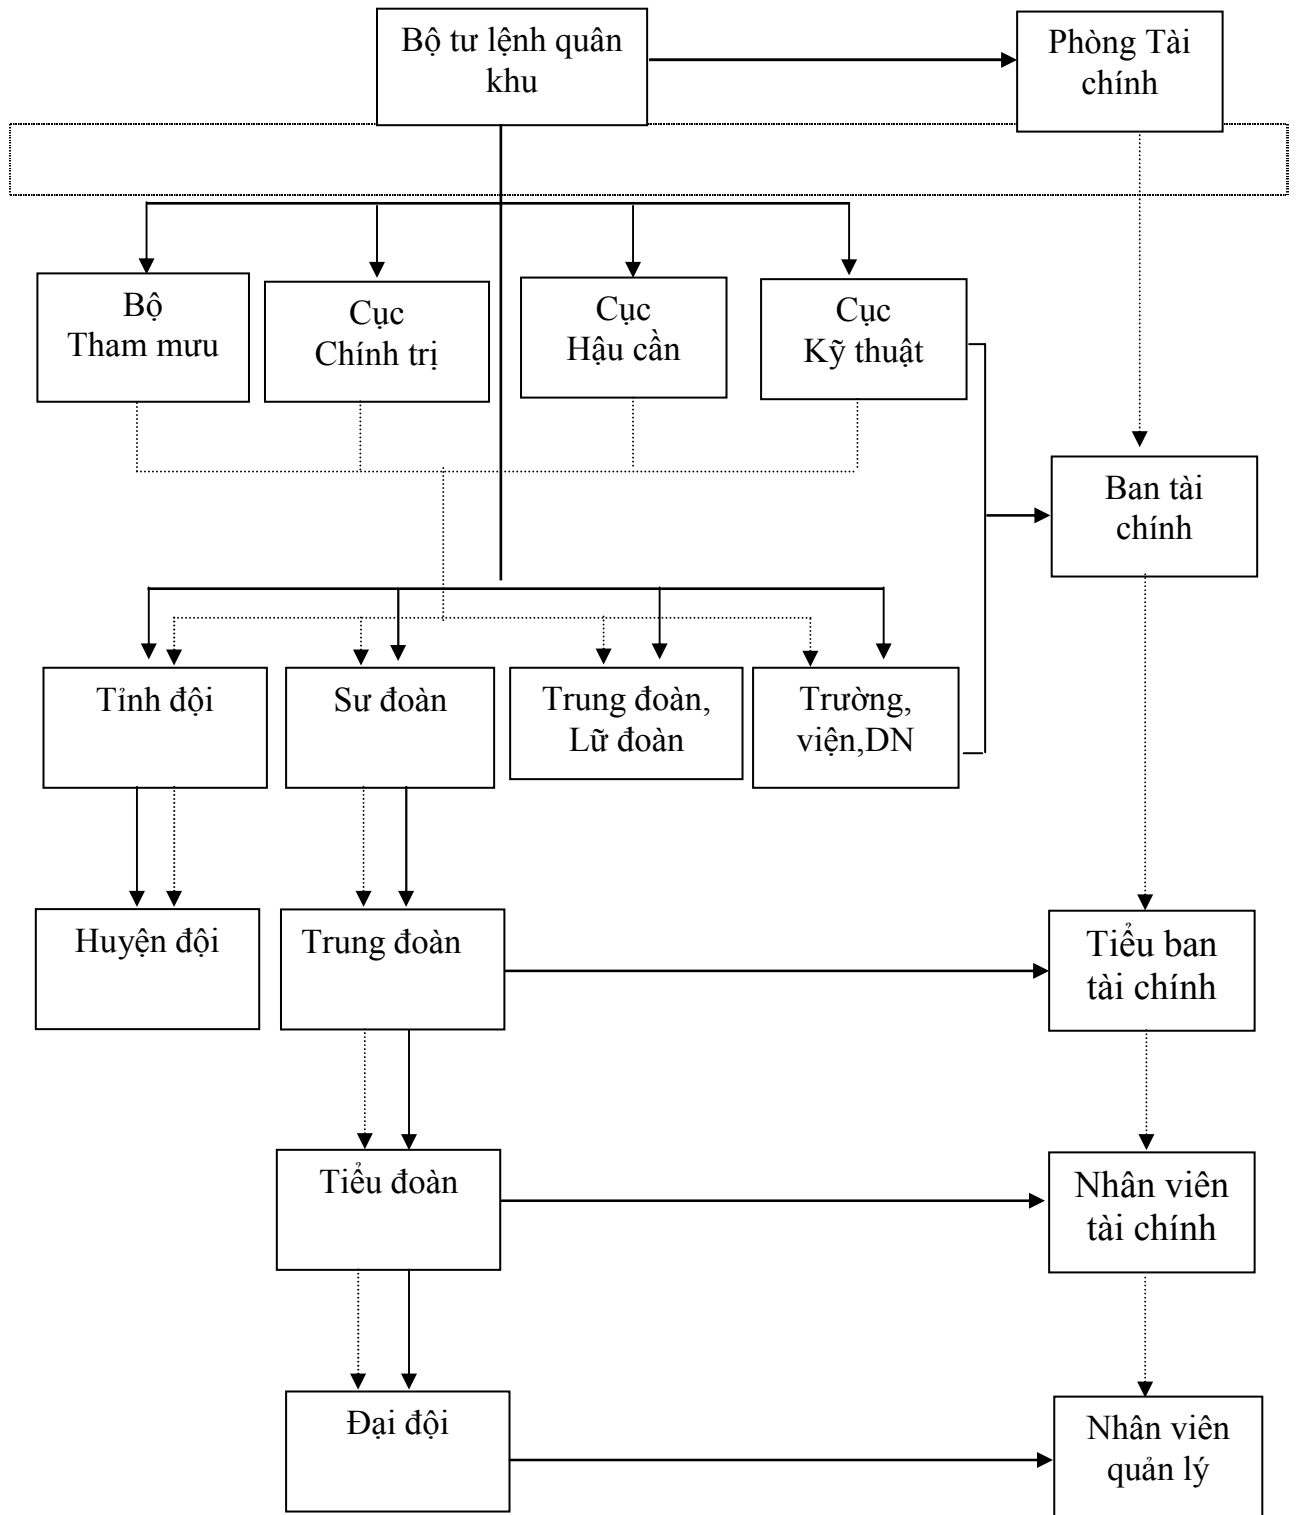 Bộ tư lệnh quân
khu
Phòng Tài
chính
Bộ
Tham mưu
Cục
Chính trị
Cục
Hậu cần
Cục
Kỹ thuật
Ban tài
chính
Tỉnh đội
Sư đoàn
Trung đoàn,
Lữ đoàn
Trường,
viện,DN
Huyện đội
Trung đoàn
Tiểu ban
tài chính
Tiểu đoàn
Nhân viên
tài chính
Đại đội
Nhân viên
quản lý